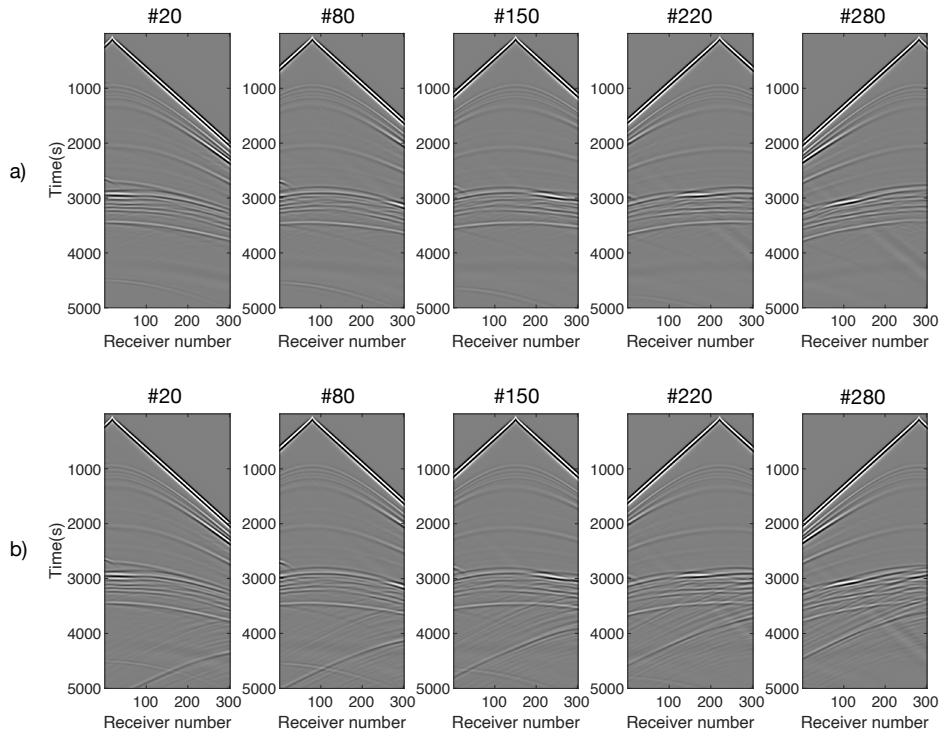 #20 #80 #150 #220 #280
a)
Time(s)
1000 1000 1000 1000 1000
2000 2000 2000 2000 2000
3000 3000 3000 3000 3000
4000 4000 4000 4000 4000
5000 5000 5000 5000 5000
100 200 300 100 200 300 100 200 300 100 200 300 100 200 300
Receiver number Receiver number Receiver number Receiver number Receiver number
#20 #80 #150 #220 #280
b)
Time(s)
1000 1000 1000 1000 1000
2000 2000 2000 2000 2000
3000 3000 3000 3000 3000
4000 4000 4000 4000 4000
5000 5000 5000 5000 5000
100 200 300 100 200 300 100 200 300 100 200 300 100 200 300
Receiver number Receiver number Receiver number Receiver number Receiver number